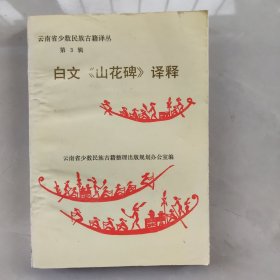 云南省少数民族古籍译丛
第 3 辑
白文《山花碑》译释
云南省少数民族古籍整理出版规划办公室编